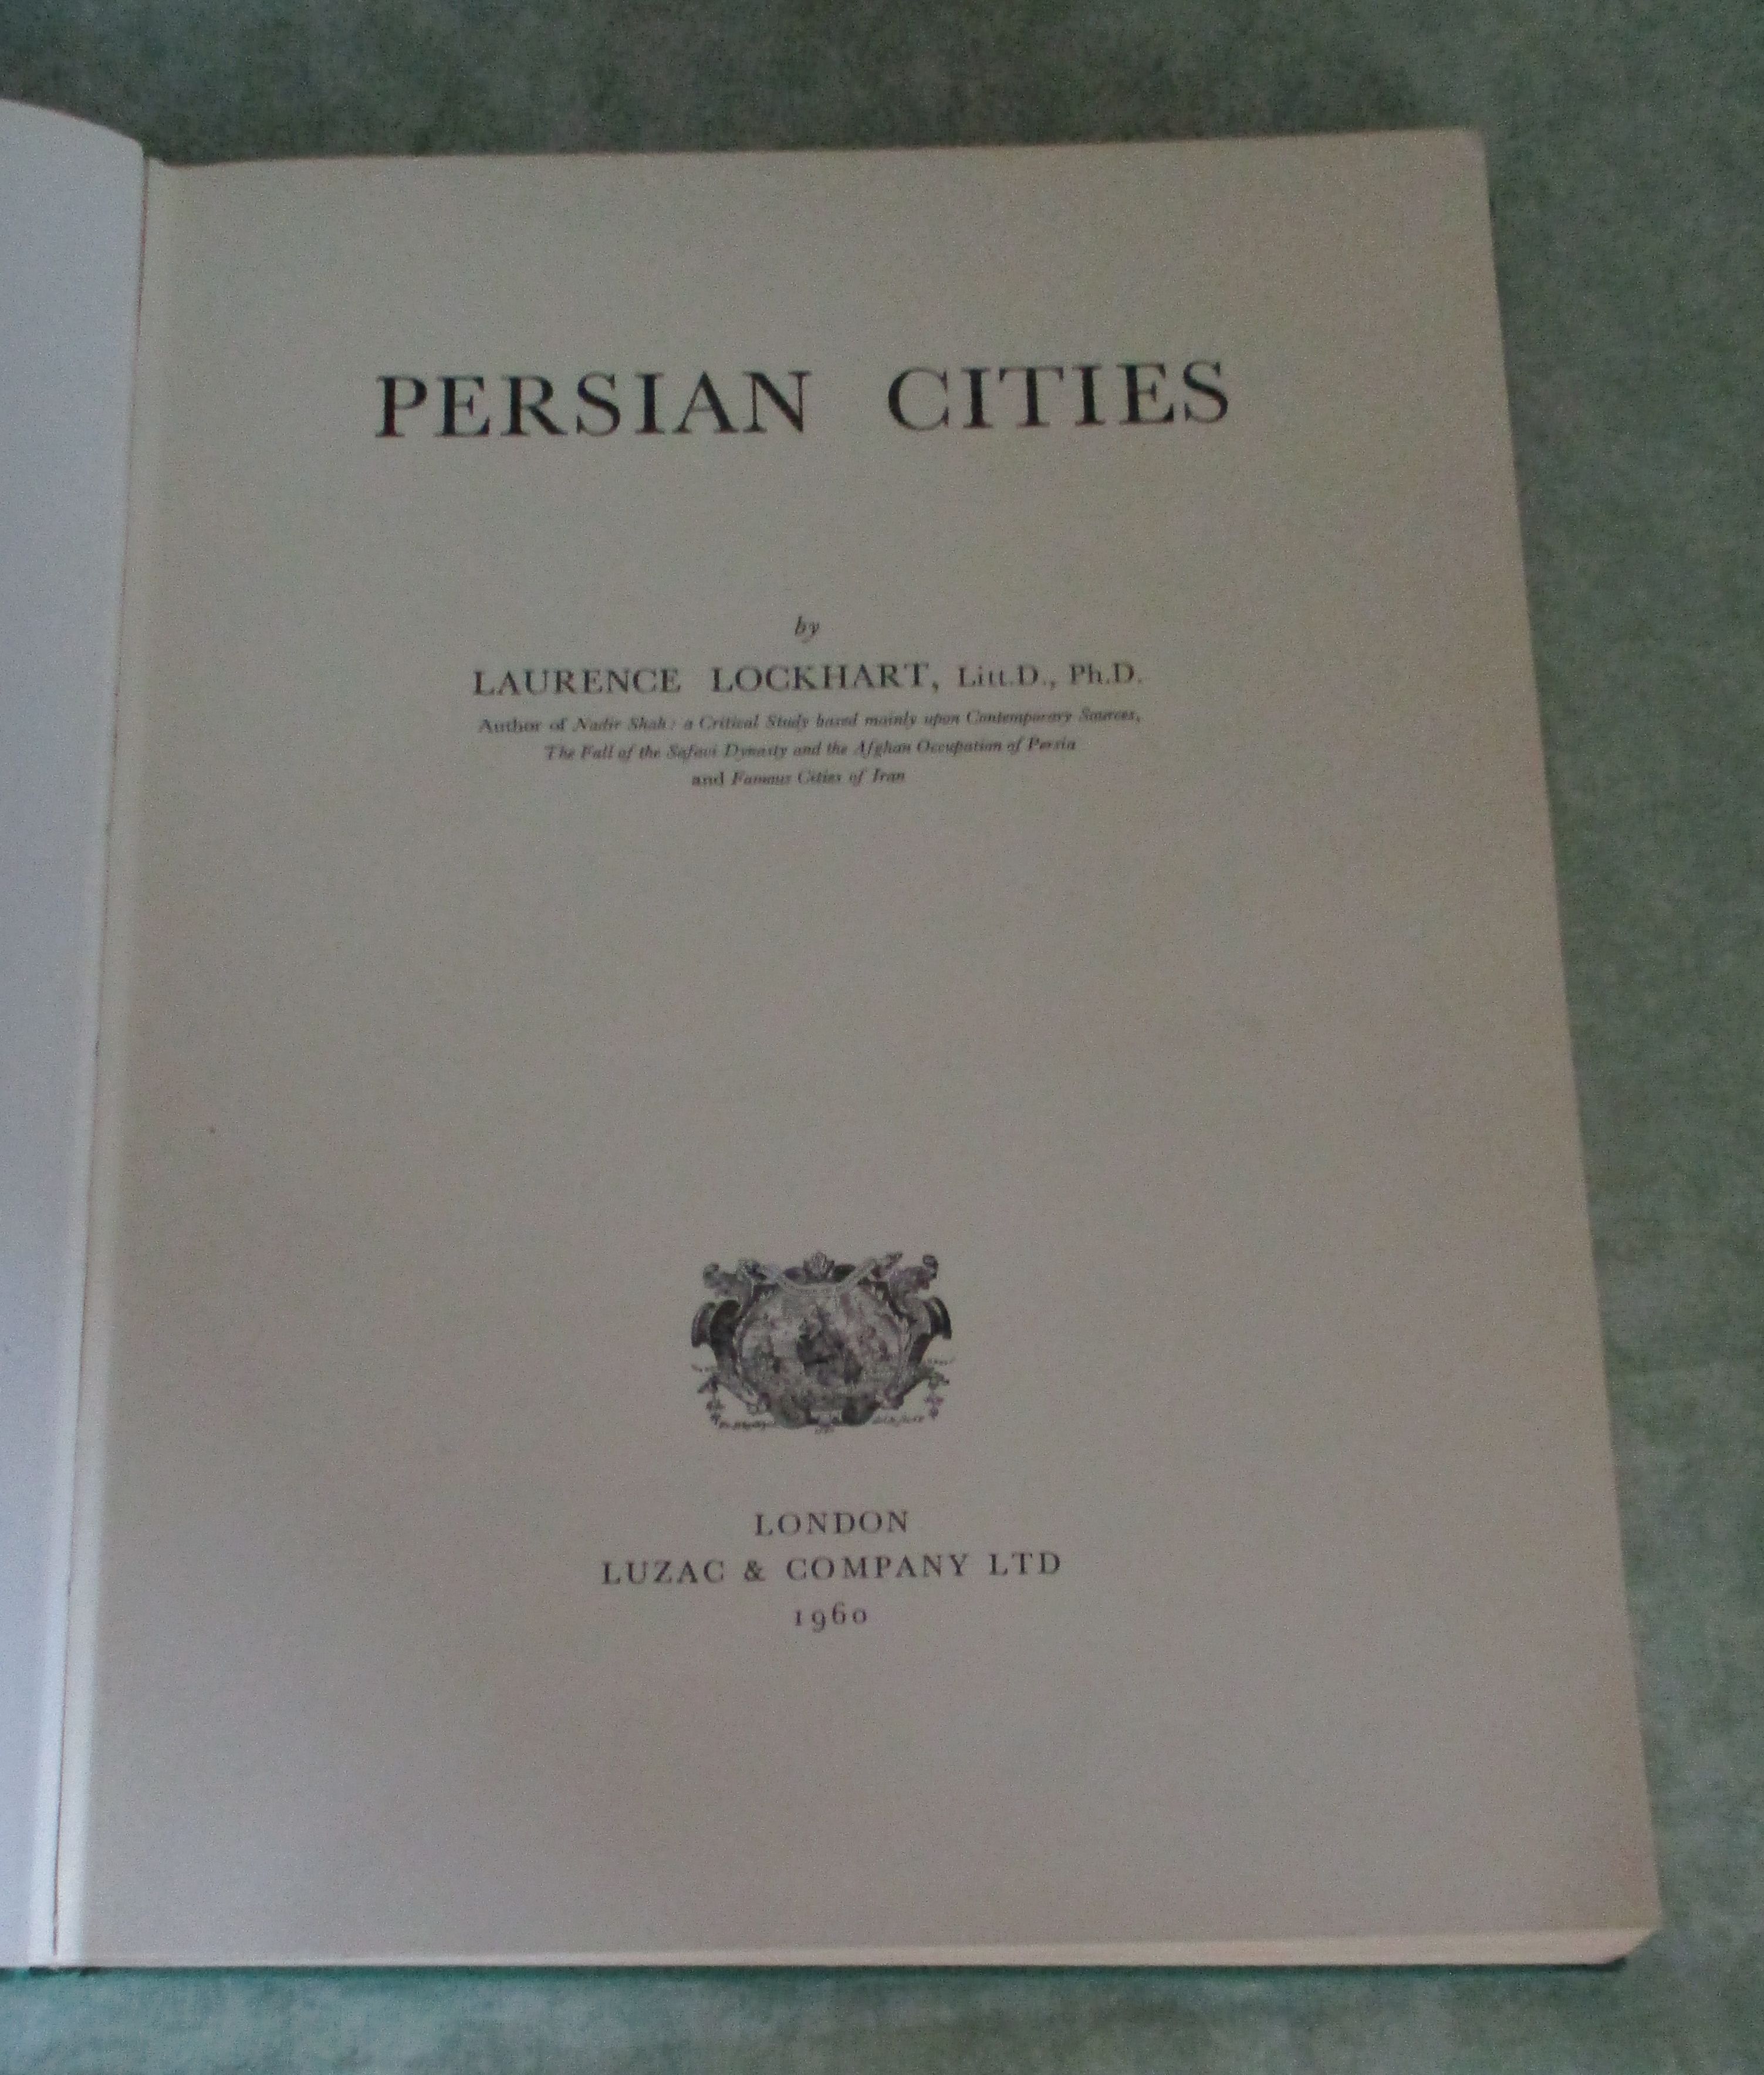 PERSIAN CITIES
by
LAURENCE LOCKHART, Litt.D., Ph.D.
Author of Nadir Shah: a Critical Study based mainly upon Contemporary Sources,
The Fall of the Safavi Dynasty and the Afghan Occupation of Persia
and Famous Cities of Iran
LONDON
LUZAC & COMPANY LTD
1960